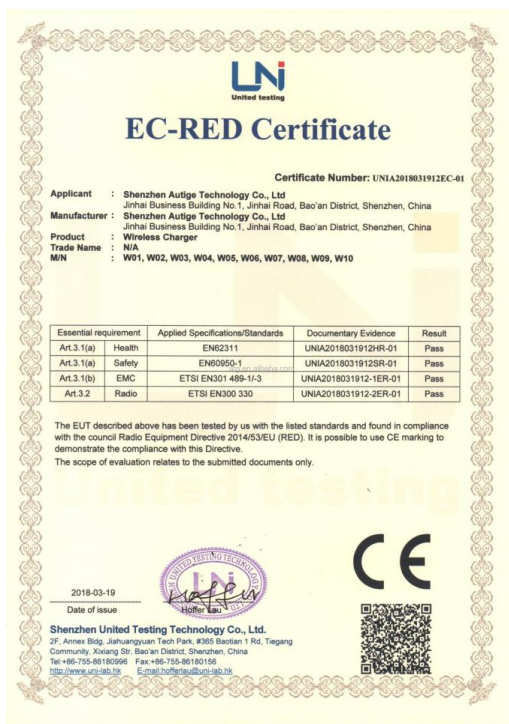 UNi
United testing
EC-RED Certificate
Certificate Number: UNIA2018031912EC-01
Applicant : Shenzhen Autige Technology Co., Ltd
Jinhai Business Building No.1, Jinhai Road, Bao'an District, Shenzhen, China
Manufacturer : Shenzhen Autige Technology Co., Ltd
Jinhai Business Building No.1, Jinhai Road, Bao'an District, Shenzhen, China
Product : Wireless Charger
Trade Name : N/A
M/N : W01, W02, W03, W04, W05, W06, W07, W08, W09, W10
Essential requirement Applied Specifications/Standards Documentary Evidence Result
Art.3.1(a) Health EN62311 UNIA2018031912HR-01 Pass
Art.3.1(a) Safety EN60950-1 UNIA2018031912SR-01 Pass
Art.3.1(b) EMC ETSI EN301 489-1/-3 UNIA2018031912-1ER-01 Pass
Art.3.2 Radio ETSI EN300 330 UNIA2018031912-2ER-01 Pass
The EUT described above has been tested by us with the listed standards and found in compliance
with the council Radio Equipment Directive 2014/53/EU (RED). It is possible to use CE marking to
demonstrate the compliance with this Directive.
The scope of evaluation relates to the submitted documents only.
United testing
2018-03-19
Date of issue
Hoffer Lau
CE
Shenzhen United Testing Technology Co., Ltd.
2F, Annex Bldg, Jiahuangyuan Tech Park, #365 Baotian 1 Rd, Tiegang
Community, Xixiang Str, Bao'an District, Shenzhen, China
Tel:+86-755-86180996 Fax:+86-755-86180156
http://www.uni-lab.hk E-mail:hofferlau@uni-lab.hk